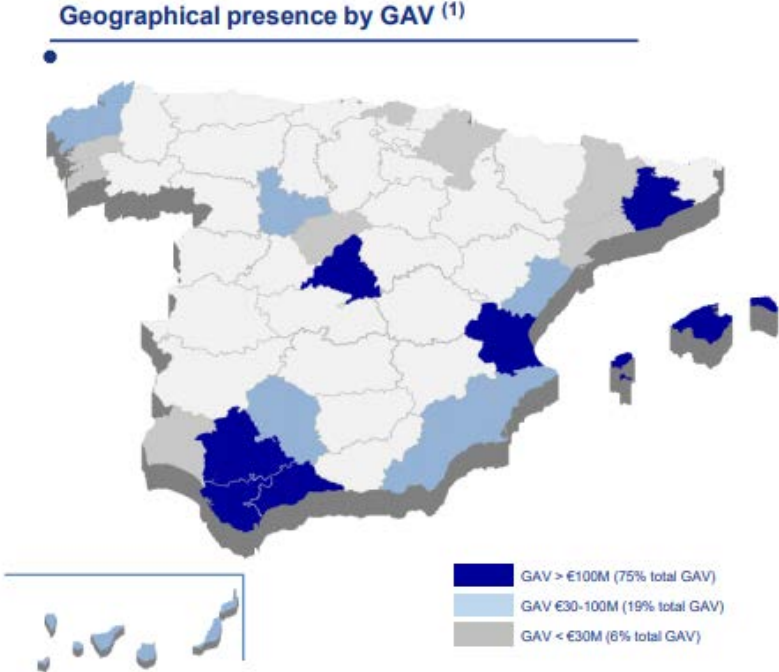 Geographical presence by GAV (1)
GAV > €100M (75% total GAV)
GAV €30-100M (19% total GAV)
GAV < €30M (6% total GAV)